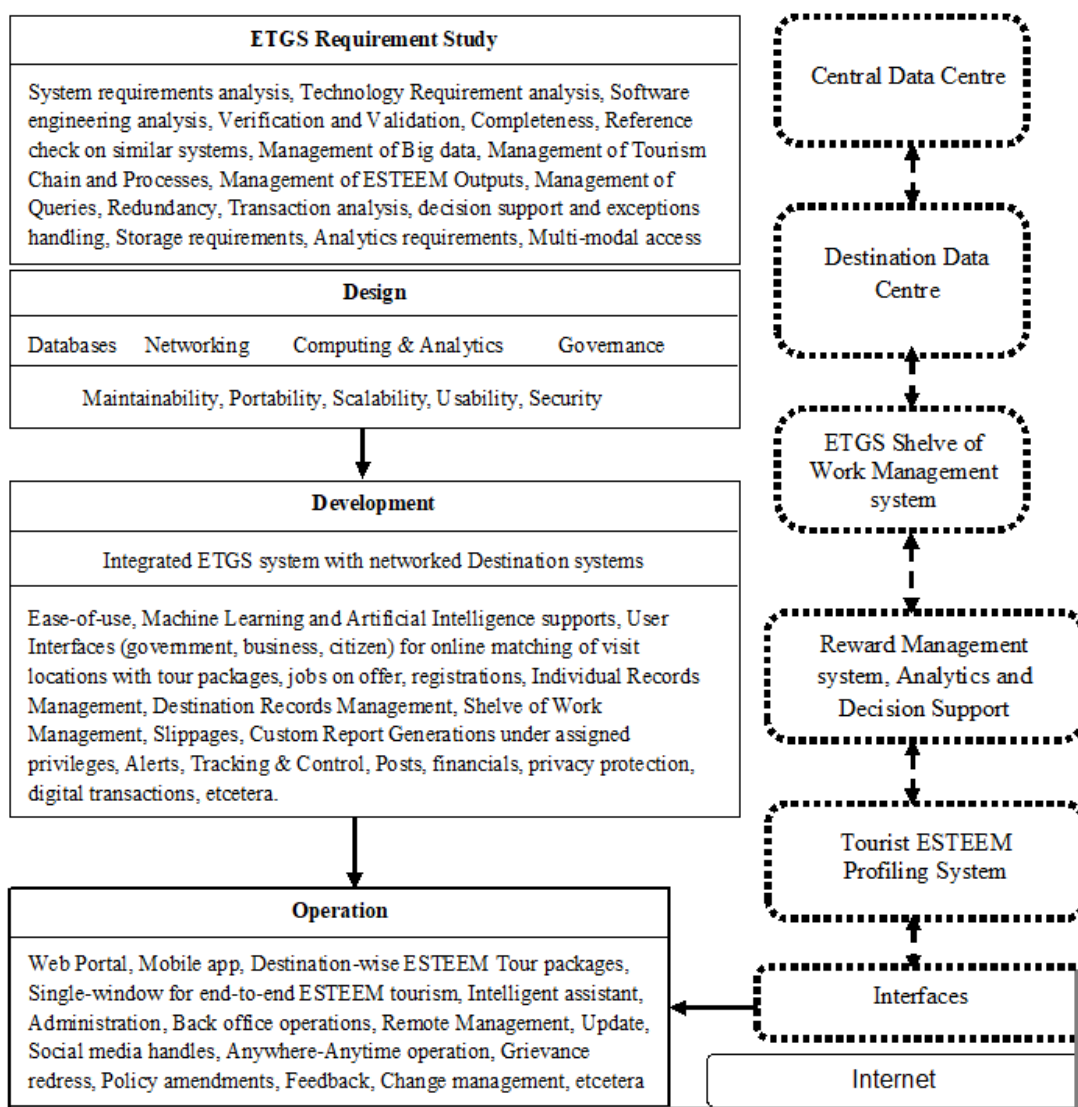 ETGS Requirement Study
System requirements analysis, Technology Requirement analysis, Software
engineering analysis, Verification and Validation, Completeness, Reference
check on similar systems, Management of Big data, Management of Tourism
Chain and Processes, Management of ESTEEM Outputs, Management of
Queries, Redundancy, Transaction analysis, decision support and exceptions
handling, Storage requirements, Analytics requirements, Multi-modal access
Design
Databases Networking Computing & Analytics Governance
Maintainability, Portability, Scalability, Usability, Security
Development
Integrated ETGS system with networked Destination systems
Ease-of-use, Machine Learning and Artificial Intelligence supports, User
Interfaces (government, business, citizen) for online matching of visit
locations with tour packages, jobs on offer, registrations, Individual Records
Management, Destination Records Management, Shelve of Work
Management, Slippages, Custom Report Generations under assigned
privileges, Alerts, Tracking & Control, Posts, financials, privacy protection,
digital transactions, etcetera.
Operation
Web Portal, Mobile app, Destination-wise ESTEEM Tour packages,
Single-window for end-to-end ESTEEM tourism, Intelligent assistant,
Administration, Back office operations, Remote Management, Update,
Social media handles, Anywhere-Anytime operation, Grievance
redress, Policy amendments, Feedback, Change management, etcetera
Central Data Centre
Destination Data
Centre
ETGS Shelve of
Work Management
system
Reward Management
system, Analytics and
Decision Support
Tourist ESTEEM
Profiling System
Interfaces
Internet